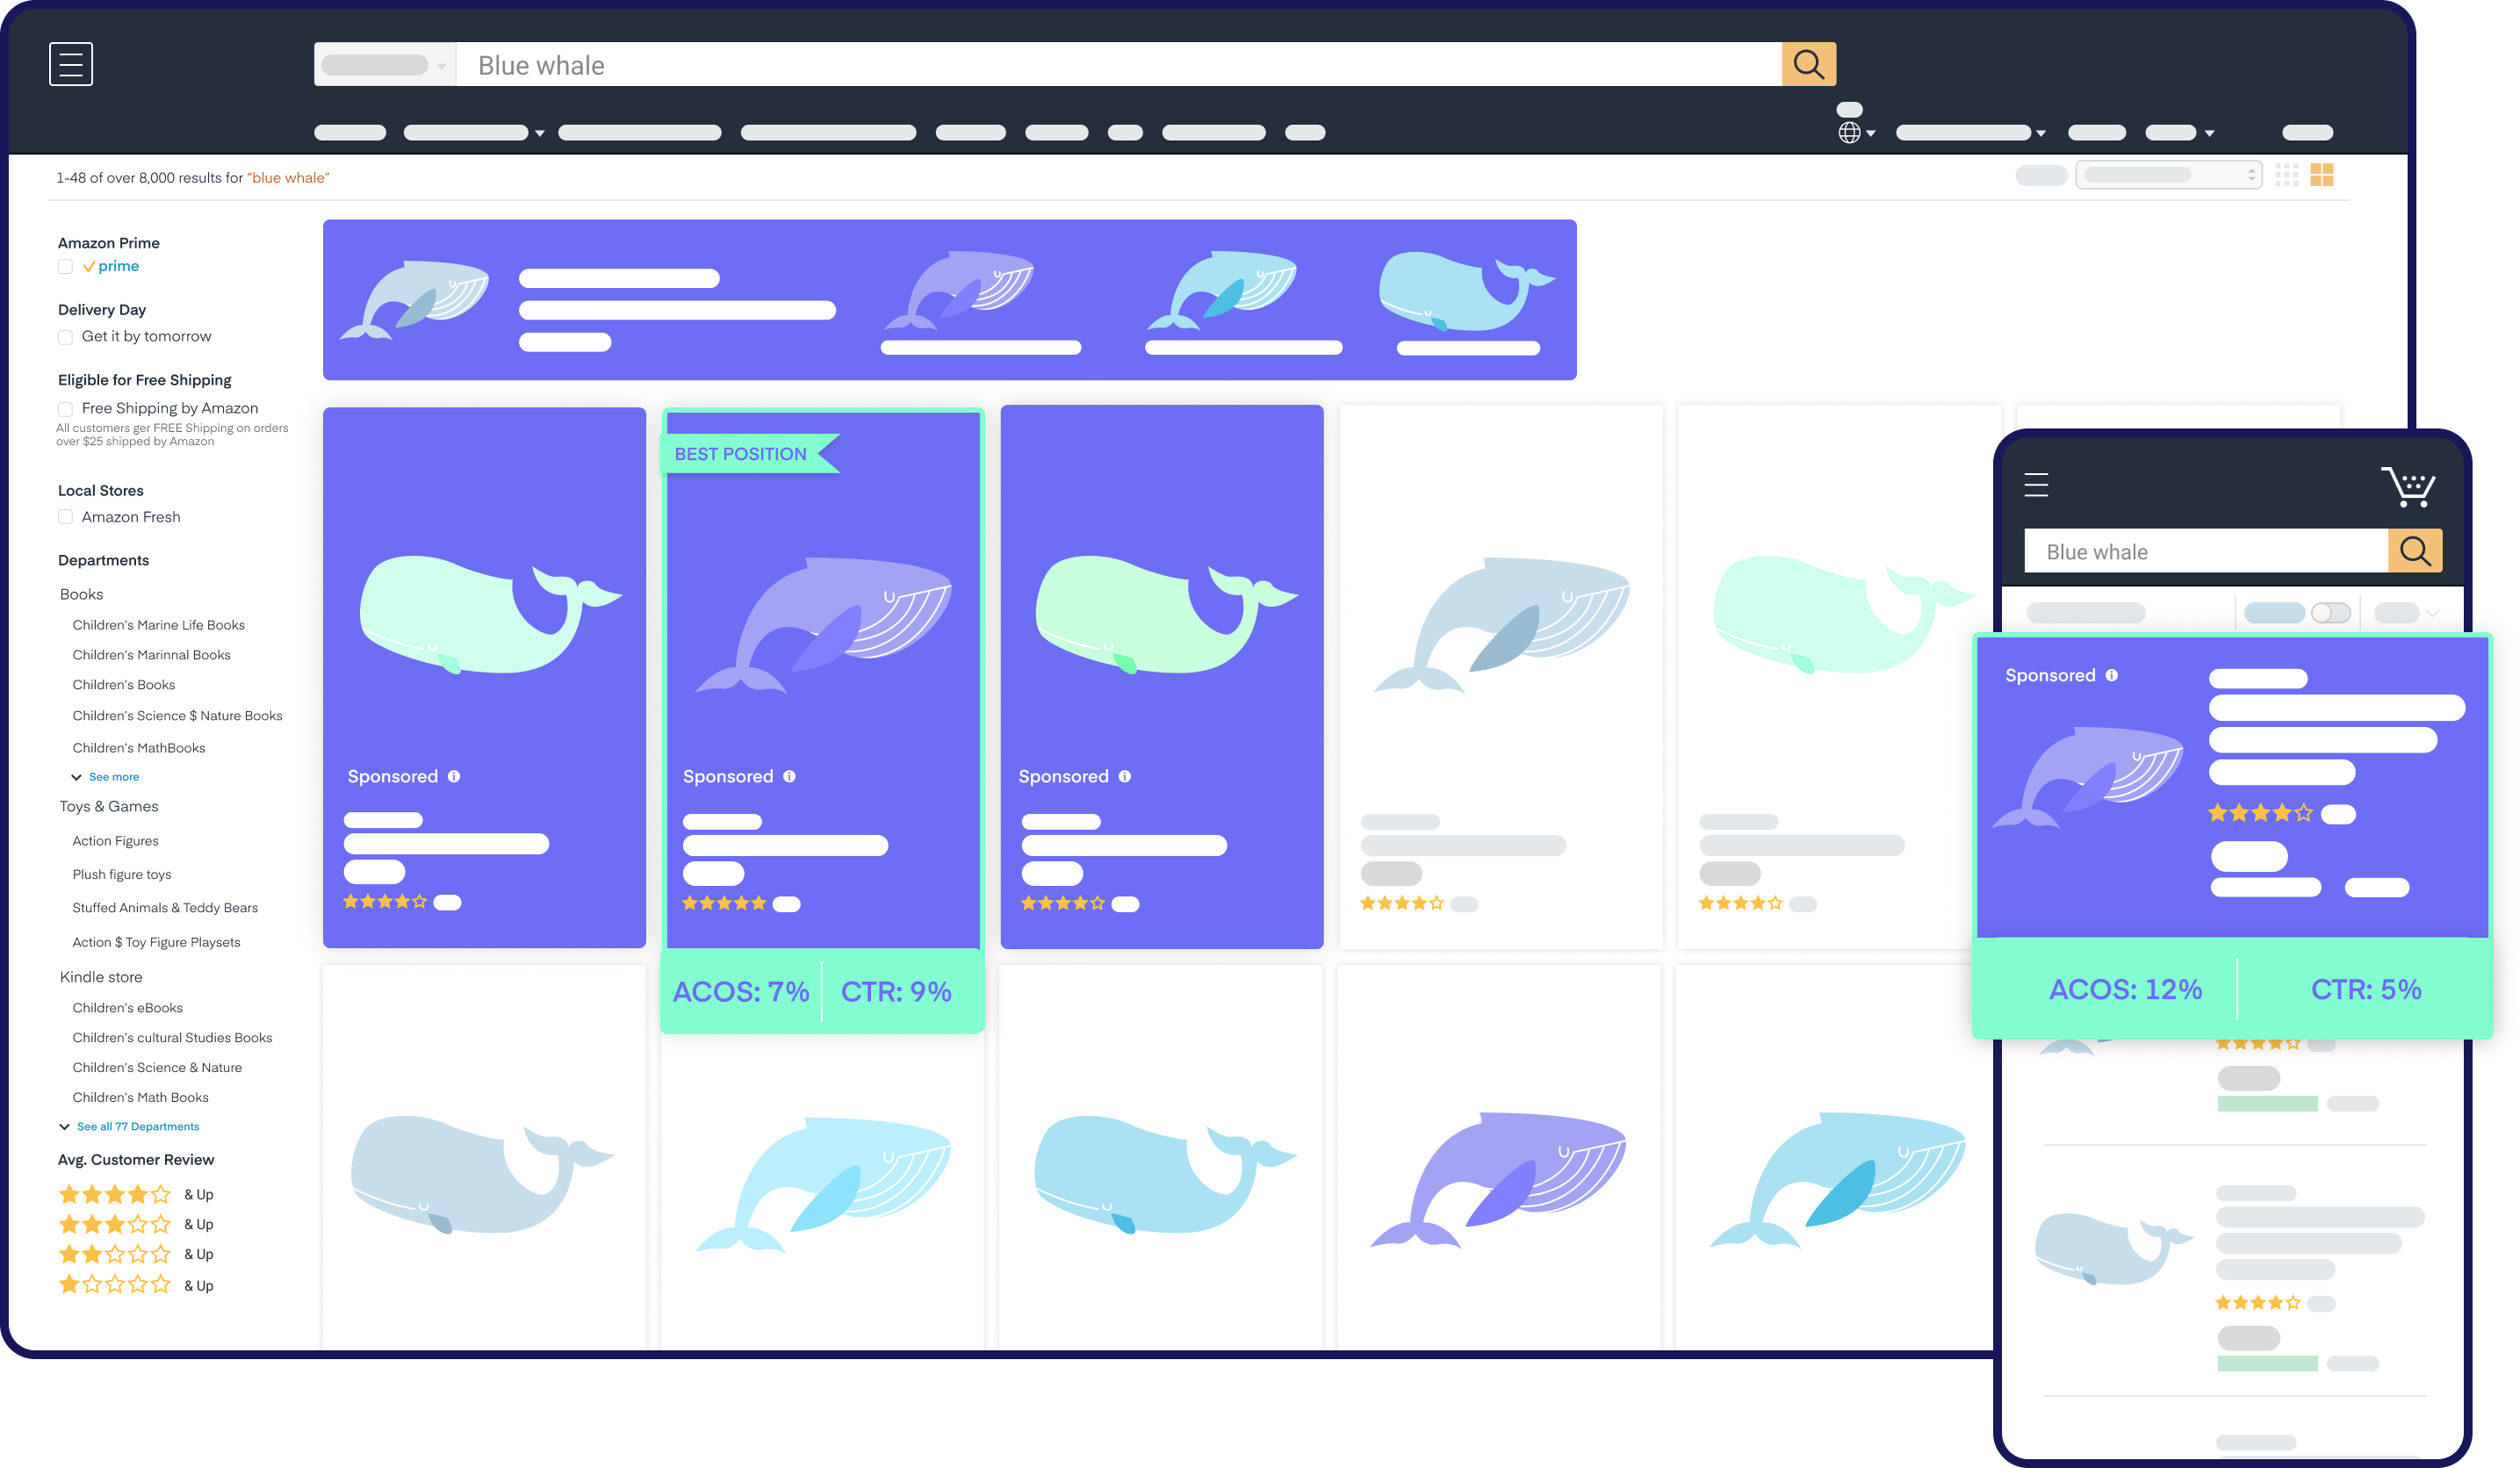 Blue whale
1-48 of over 8,000 results for “blue whale”
Amazon Prime
prime
Delivery Day
Get it by tomorrow
Eligible for Free Shipping
Free Shipping by Amazon
All customers ger FREE Shipping on orders
over $25 shipped by Amazon
Local Stores
Amazon Fresh
Departments
Books
Children’s Marine Life Books
Children’s Marinnal Books
Children’s Books
Children’s Science $ Nature Books
Children’s MathBooks
See more
Toys & Games
Action Figures
Plush figure toys
Stuffed Animals & Teddy Bears
Action $ Toy Figure Playsets
Kindle store
Children’s eBooks
Children’s cultural Studies Books
Children’s Science & Nature
Children’s Math Books
See all 77 Departments
Avg. Customer Review
& Up
& Up
& Up
& Up
Sponsored
BEST POSITION
Sponsored
ACOS: 7%
CTR: 9%
Sponsored
Blue whale
Sponsored
ACOS: 12%
CTR: 5%